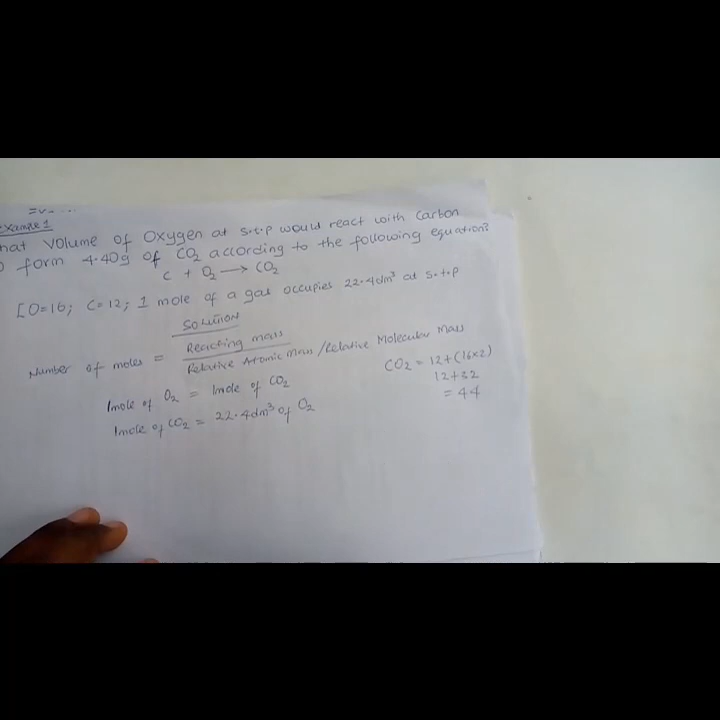 Example 1
hat volume of oxygen at s.t.p would react with Carbon
o form 4.40g of CO₂ according to the following equation?
C + O₂ → CO₂
[O=16; C=12; 1 mole of a gas occupies 22.4dm³ at s.t.p
SOLUTION
Number of moles = Reacting mass
Relative Atomic Mass/Relative Molecular Mass
1mole of O₂ = 1mole of CO₂
1mole of CO₂ = 22.4dm³ of O₂
CO₂ = 12+(16x2)
12+32
= 44